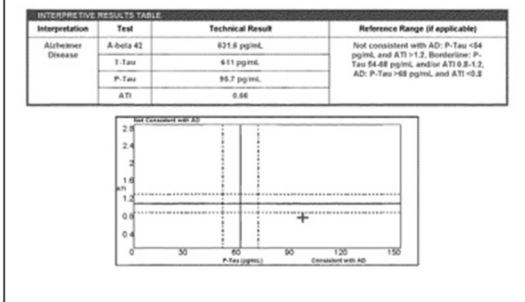 INTERPRETIVE RESULTS TABLE
Interpretation Test Technical Result Reference Range (if applicable)
Alzheimer Disease A-beta 42 631.6 pg/mL Not consistent with AD: P-Tau <54
T-Tau 611 pg/mL pg/mL and ATI >1.2, Borderline: P-
P-Tau 95.7 pg/mL Tau 54-68 pg/mL and/or ATI 0.8-1.2,
ATI AD: P-Tau >68 pg/mL and ATI <0.8
Not Consistent with AD
2.8
2.4
2
1.6
ATI
1.2
0.8
0.4
0 30 60 90 120 150
P-Tau (pg/mL) Consistent with AD